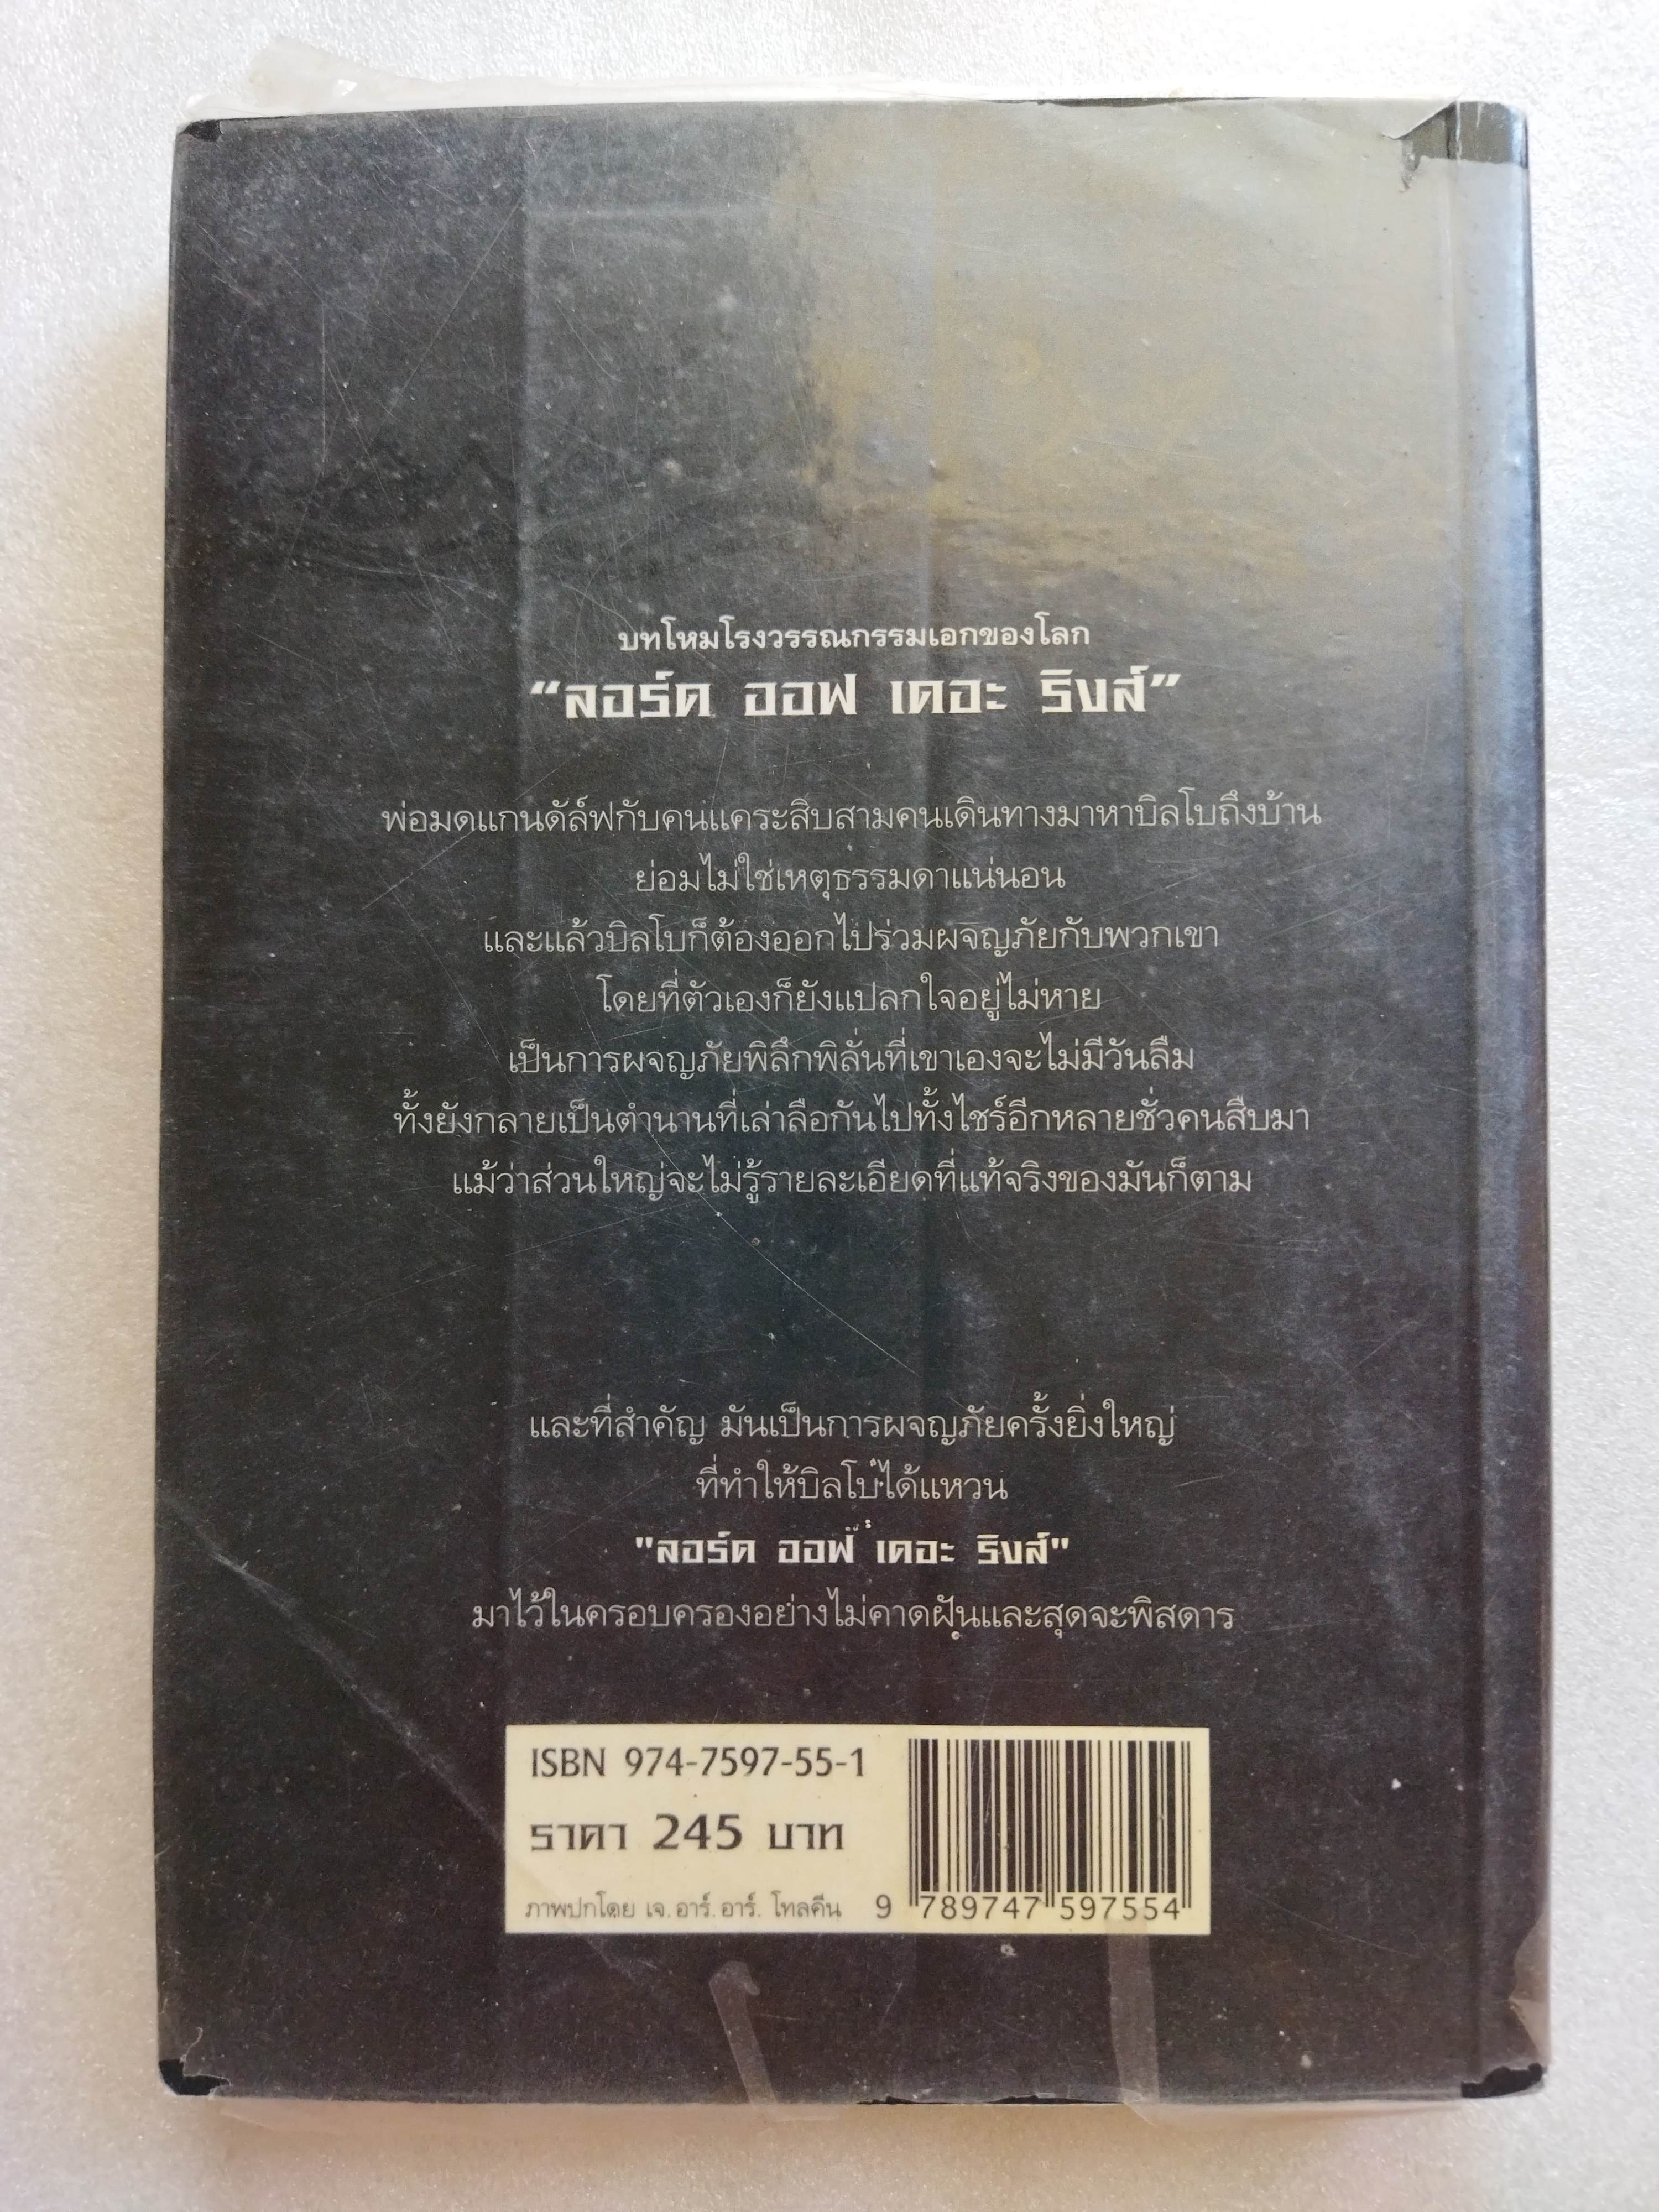 บทโหมโรงวรรณกรรมเอกของโลก
“ลอร์ด ออฟ เดอะ ริงส์”
พ่อมดแกนดัล์ฟกับคนแคระสิบสามคนเดินทางมาหาบิลโบถึงบ้าน
ย่อมไม่ใช่เหตุธรรมดาแน่นอน
และแล้วบิลโบก็ต้องออกไปร่วมผจญภัยกับพวกเขา
โดยที่ตัวเองก็ยังแปลกใจอยู่ไม่หาย
เป็นการผจญภัยพิลึกพิลั่นที่เขาเองจะไม่มีวันลืม
ทั้งยังกลายเป็นตำนานที่เล่าลือกันไปทั้งไชร์อีกหลายชั่วคนสืบมา
แม้ว่าส่วนใหญ่จะไม่รู้รายละเอียดที่แท้จริงของมันก็ตาม
และที่สำคัญ มันเป็นการผจญภัยครั้งยิ่งใหญ่
ที่ทำให้บิลโบได้แหวน
"ลอร์ด ออฟ เดอะ ริงส์"
มาไว้ในครอบครองอย่างไม่คาดฝันและสุดจะพิสดาร
ISBN 974-7597-55-1
ราคา 245 บาท
ภาพปกโดย เจ.อาร์.อาร์. โทลคีน
9 789747 597554